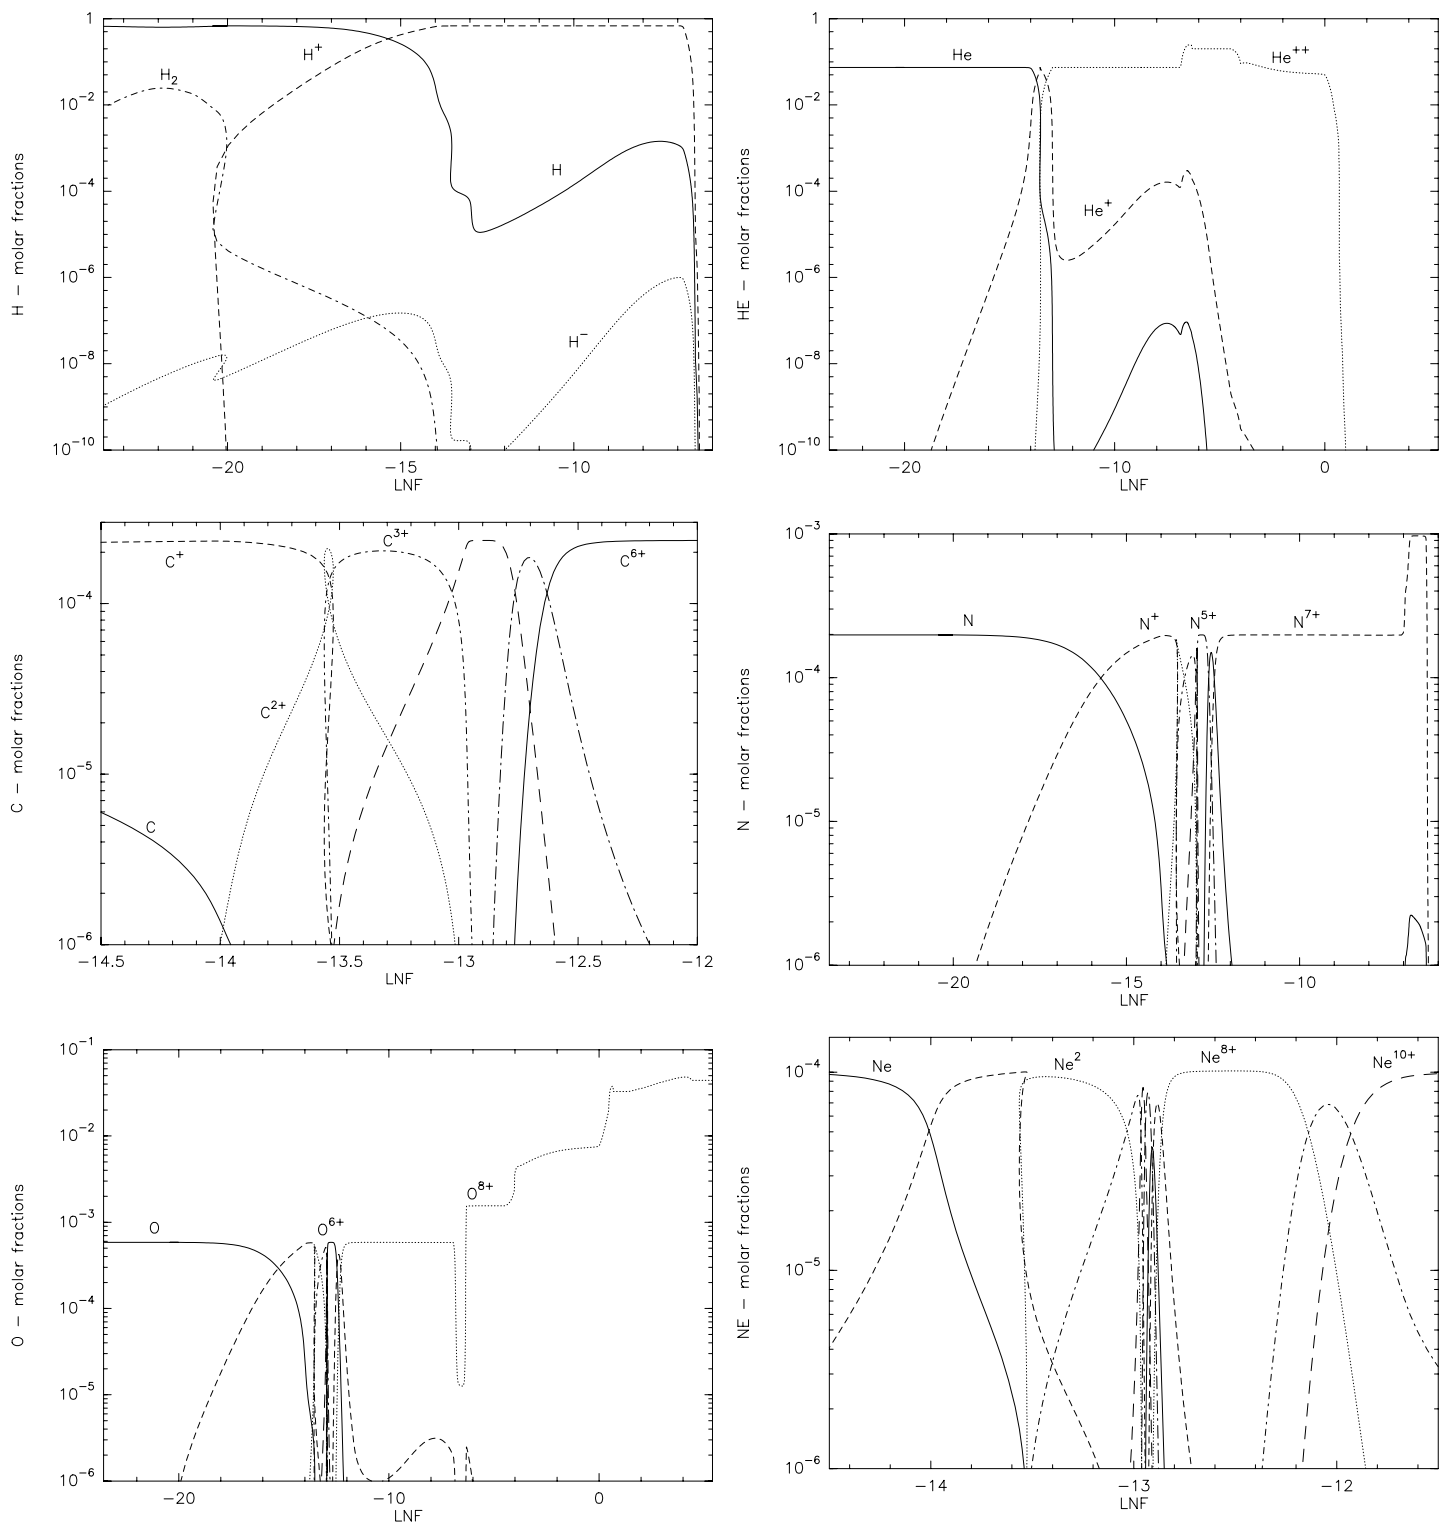 H – molar fractions
1
10^-2
10^-4
10^-6
10^-8
10^-10
H2
H+
H
H−
−20
−15
−10
LNF
HE – molar fractions
1
10^-2
10^-4
10^-6
10^-8
10^-10
He
He++
He+
−20
−10
0
LNF
C – molar fractions
10^-4
10^-5
10^-6
C+
C3+
C6+
C2+
C
−14.5
−14
−13.5
−13
−12.5
−12
LNF
N – molar fractions
10^-3
10^-4
10^-5
10^-6
N
N+
N5+
N7+
−20
−15
−10
LNF
O – molar fractions
10^-1
10^-2
10^-3
10^-4
10^-5
10^-6
O
O6+
O8+
−20
−10
0
LNF
NE – molar fractions
10^-4
10^-5
10^-6
Ne
Ne2
Ne8+
Ne10+
−14
−13
−12
LNF